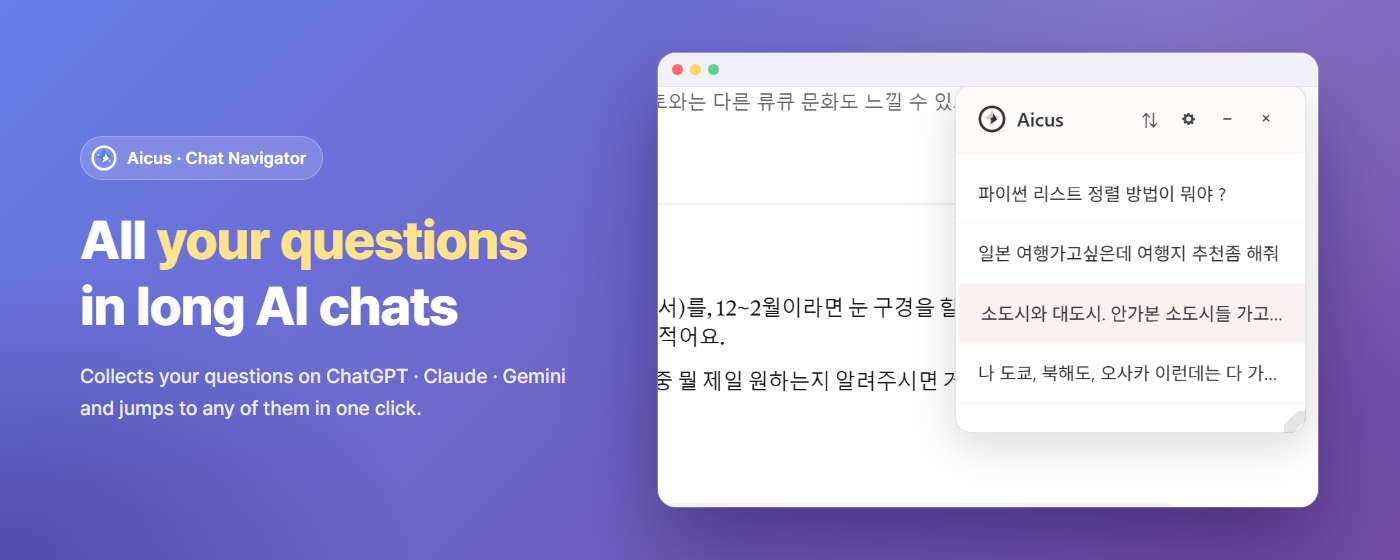 Aicus · Chat Navigator
All your questions
in long AI chats
Collects your questions on ChatGPT · Claude · Gemini
and jumps to any of them in one click.
다른 류큐 문화도 느낄 수
서)를, 12~2월이라면 눈 구경을
적어요.
중 뭘 제일 원하는지 알려주시면
Aicus
파이썬 리스트 정렬 방법이 뭐야 ?
일본 여행가고싶은데 여행지 추천좀 해줘
소도시와 대도시. 안가본 소도시들 가고...
나 도쿄, 북해도, 오사카 이런데는 다 가...